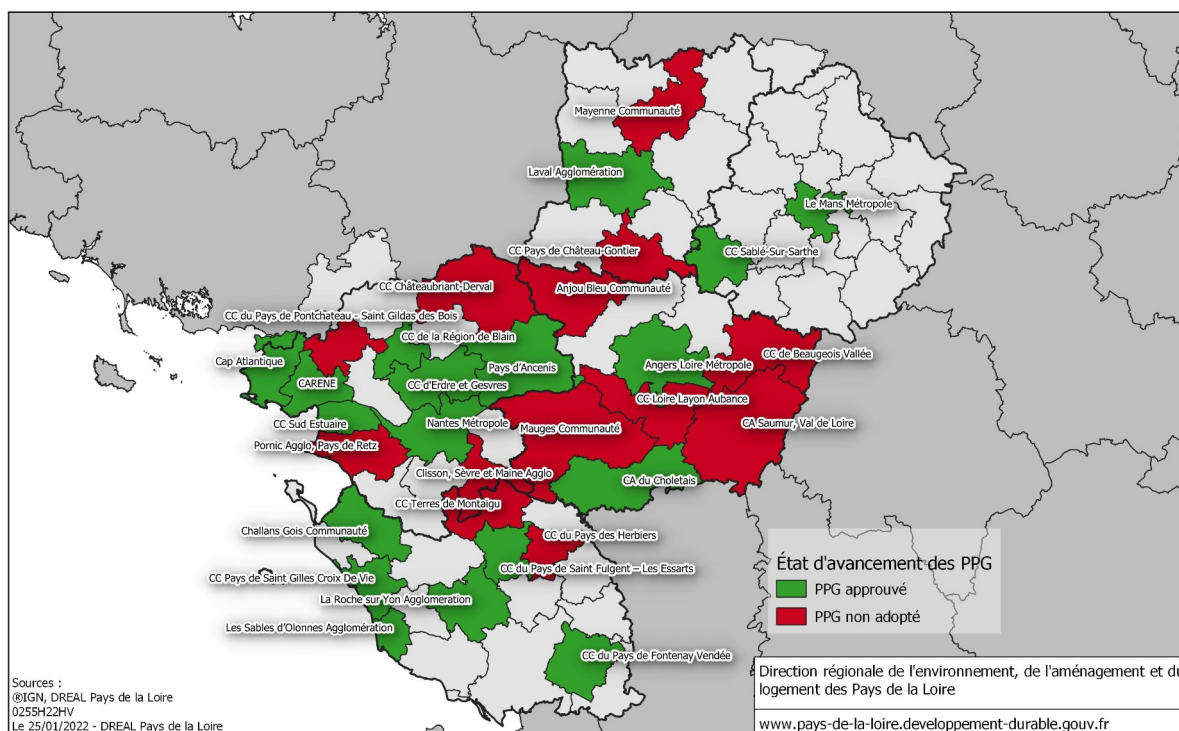 Mayenne Communauté
Laval Agglomération
Le Mans Métropole
CC Pays de Château-Gontier
CC Sablé-Sur-Sarthe
CC Châteaubriant-Derval
Anjou Bleu Communauté
CC du Pays de Pontchateau - Saint Gildas des Bois
CC de la Région de Blain
CC de Beaugeois Vallée
Cap Atlantique
Pays d'Ancenis
Angers Loire Métropole
CARENE
CC d'Erdre et Gesvres
CC Loire Layon Aubance
CC Sud Estuaire
Nantes Métropole
Mauges Communauté
CA Saumur, Val de Loire
Pornic Agglo, Pays de Retz
Clisson, Sèvre et Maine Agglo
CA du Choletais
CC Terres de Montaigu
Challans Gois Communauté
CC du Pays des Herbiers
CC du Pays de Saint Fulgent – Les Essarts
CC Pays de Saint Gilles Croix De Vie
La Roche sur Yon Agglomeration
Les Sables d'Olonnes Agglomération
CC du Pays de Fontenay Vendée
État d'avancement des PPG
PPG approuvé
PPG non adopté
Sources :
®IGN, DREAL Pays de la Loire
0255H22HV
Le 25/01/2022 - DREAL Pays de la Loire
Direction régionale de l'environnement, de l'aménagement et du
logement des Pays de la Loire
www.pays-de-la-loire.developpement-durable.gouv.fr